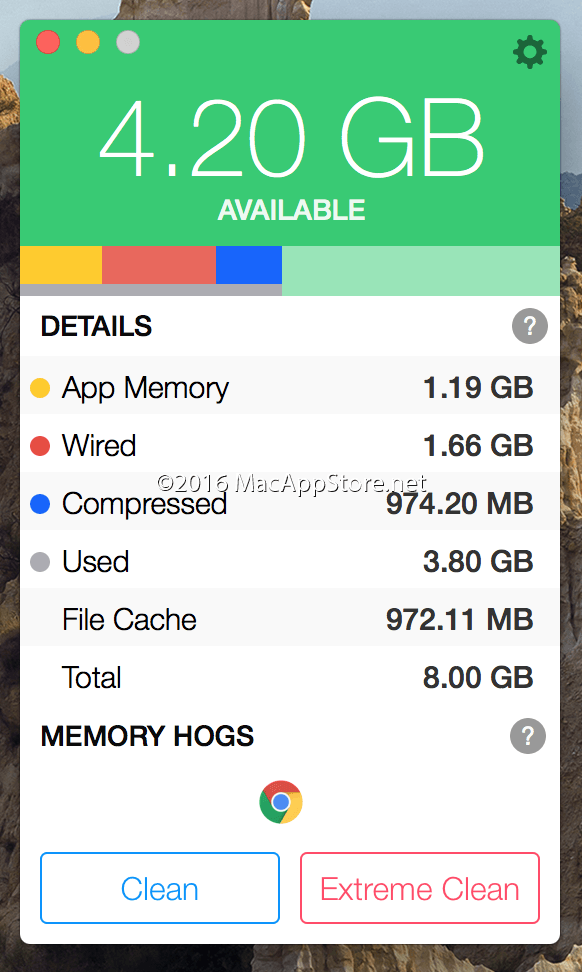 4.20 GB
AVAILABLE
DETAILS ?
App Memory 1.19 GB
Wired 1.66 GB
©2016 MacAppStore.net
Compressed 974.20 MB
Used 3.80 GB
File Cache 972.11 MB
Total 8.00 GB
MEMORY HOGS ?
Clean Extreme Clean